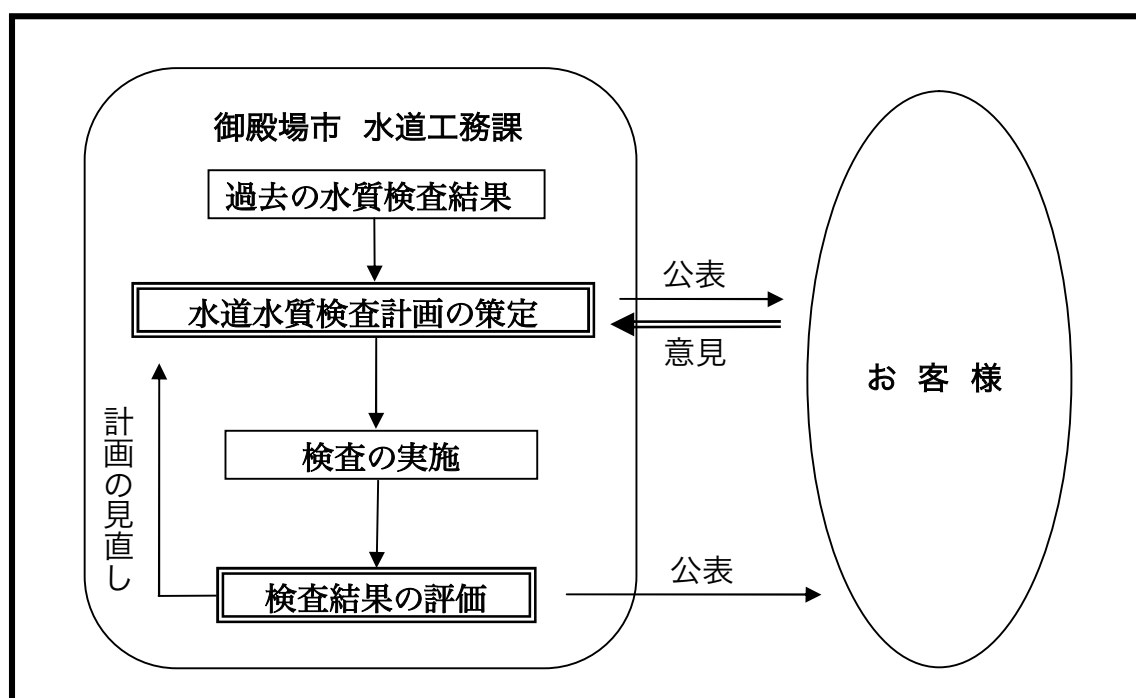 御殿場市 水道工務課
過去の水質検査結果
公表
水道水質検査計画の策定
意見
お 客 様
計画の見直し
検査の実施
公表
検査結果の評価